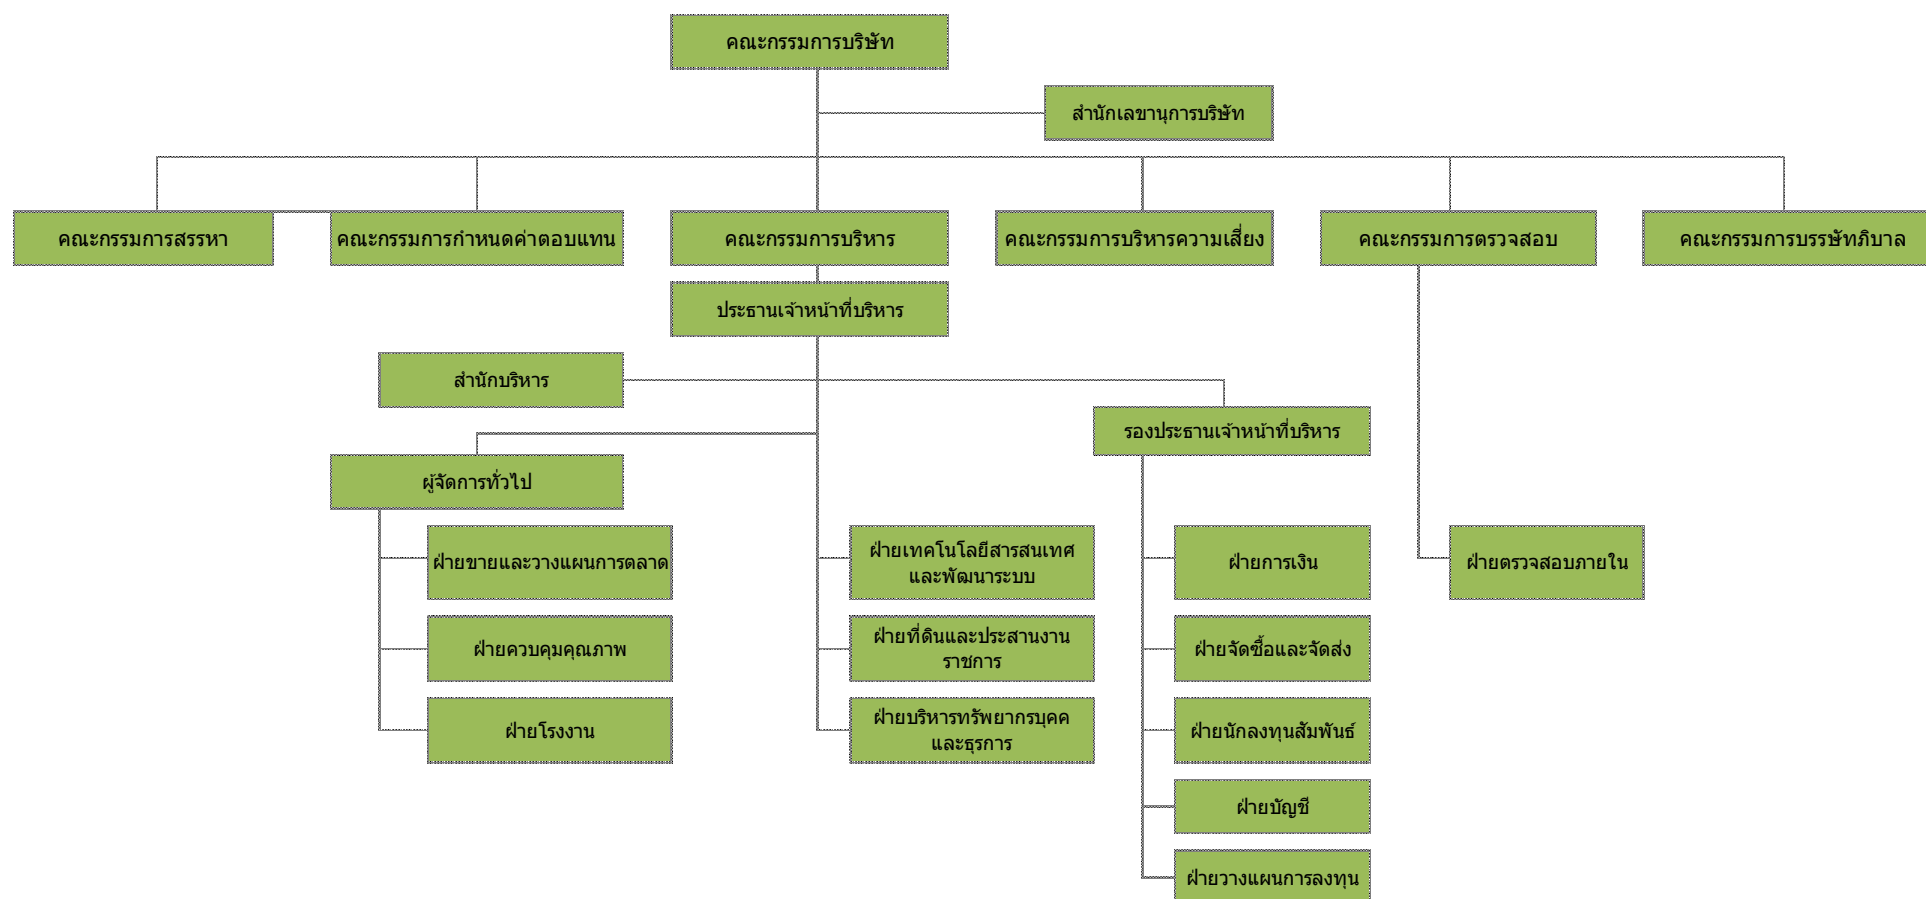 คณะกรรมการบริษัท
สำนักเลขานุการบริษัท
คณะกรรมการสรรหา
คณะกรรมการกำหนดค่าตอบแทน
คณะกรรมการบริหาร
คณะกรรมการบริหารความเสี่ยง
คณะกรรมการตรวจสอบ
คณะกรรมการบรรษัทภิบาล
ประธานเจ้าหน้าที่บริหาร
สำนักบริหาร
รองประธานเจ้าหน้าที่บริหาร
ผู้จัดการทั่วไป
ฝ่ายขายและวางแผนการตลาด
ฝ่ายควบคุมคุณภาพ
ฝ่ายโรงงาน
ฝ่ายเทคโนโลยีสารสนเทศ
และพัฒนาระบบ
ฝ่ายที่ดินและประสานงาน
ราชการ
ฝ่ายบริหารทรัพยากรบุคค
และธุรการ
ฝ่ายการเงิน
ฝ่ายจัดซื้อและจัดส่ง
ฝ่ายนักลงทุนสัมพันธ์
ฝ่ายบัญชี
ฝ่ายวางแผนการลงทุน
ฝ่ายตรวจสอบภายใน